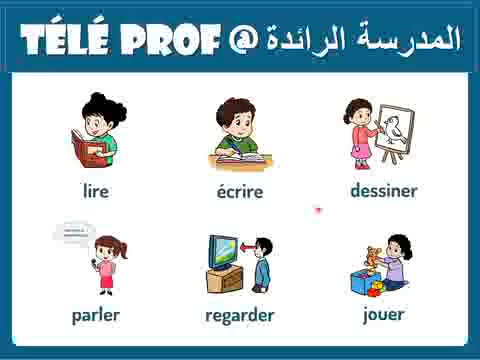 TÉLÉ PROF @ المدرسة الرائدة
lire
écrire
dessiner
parler
regarder
jouer